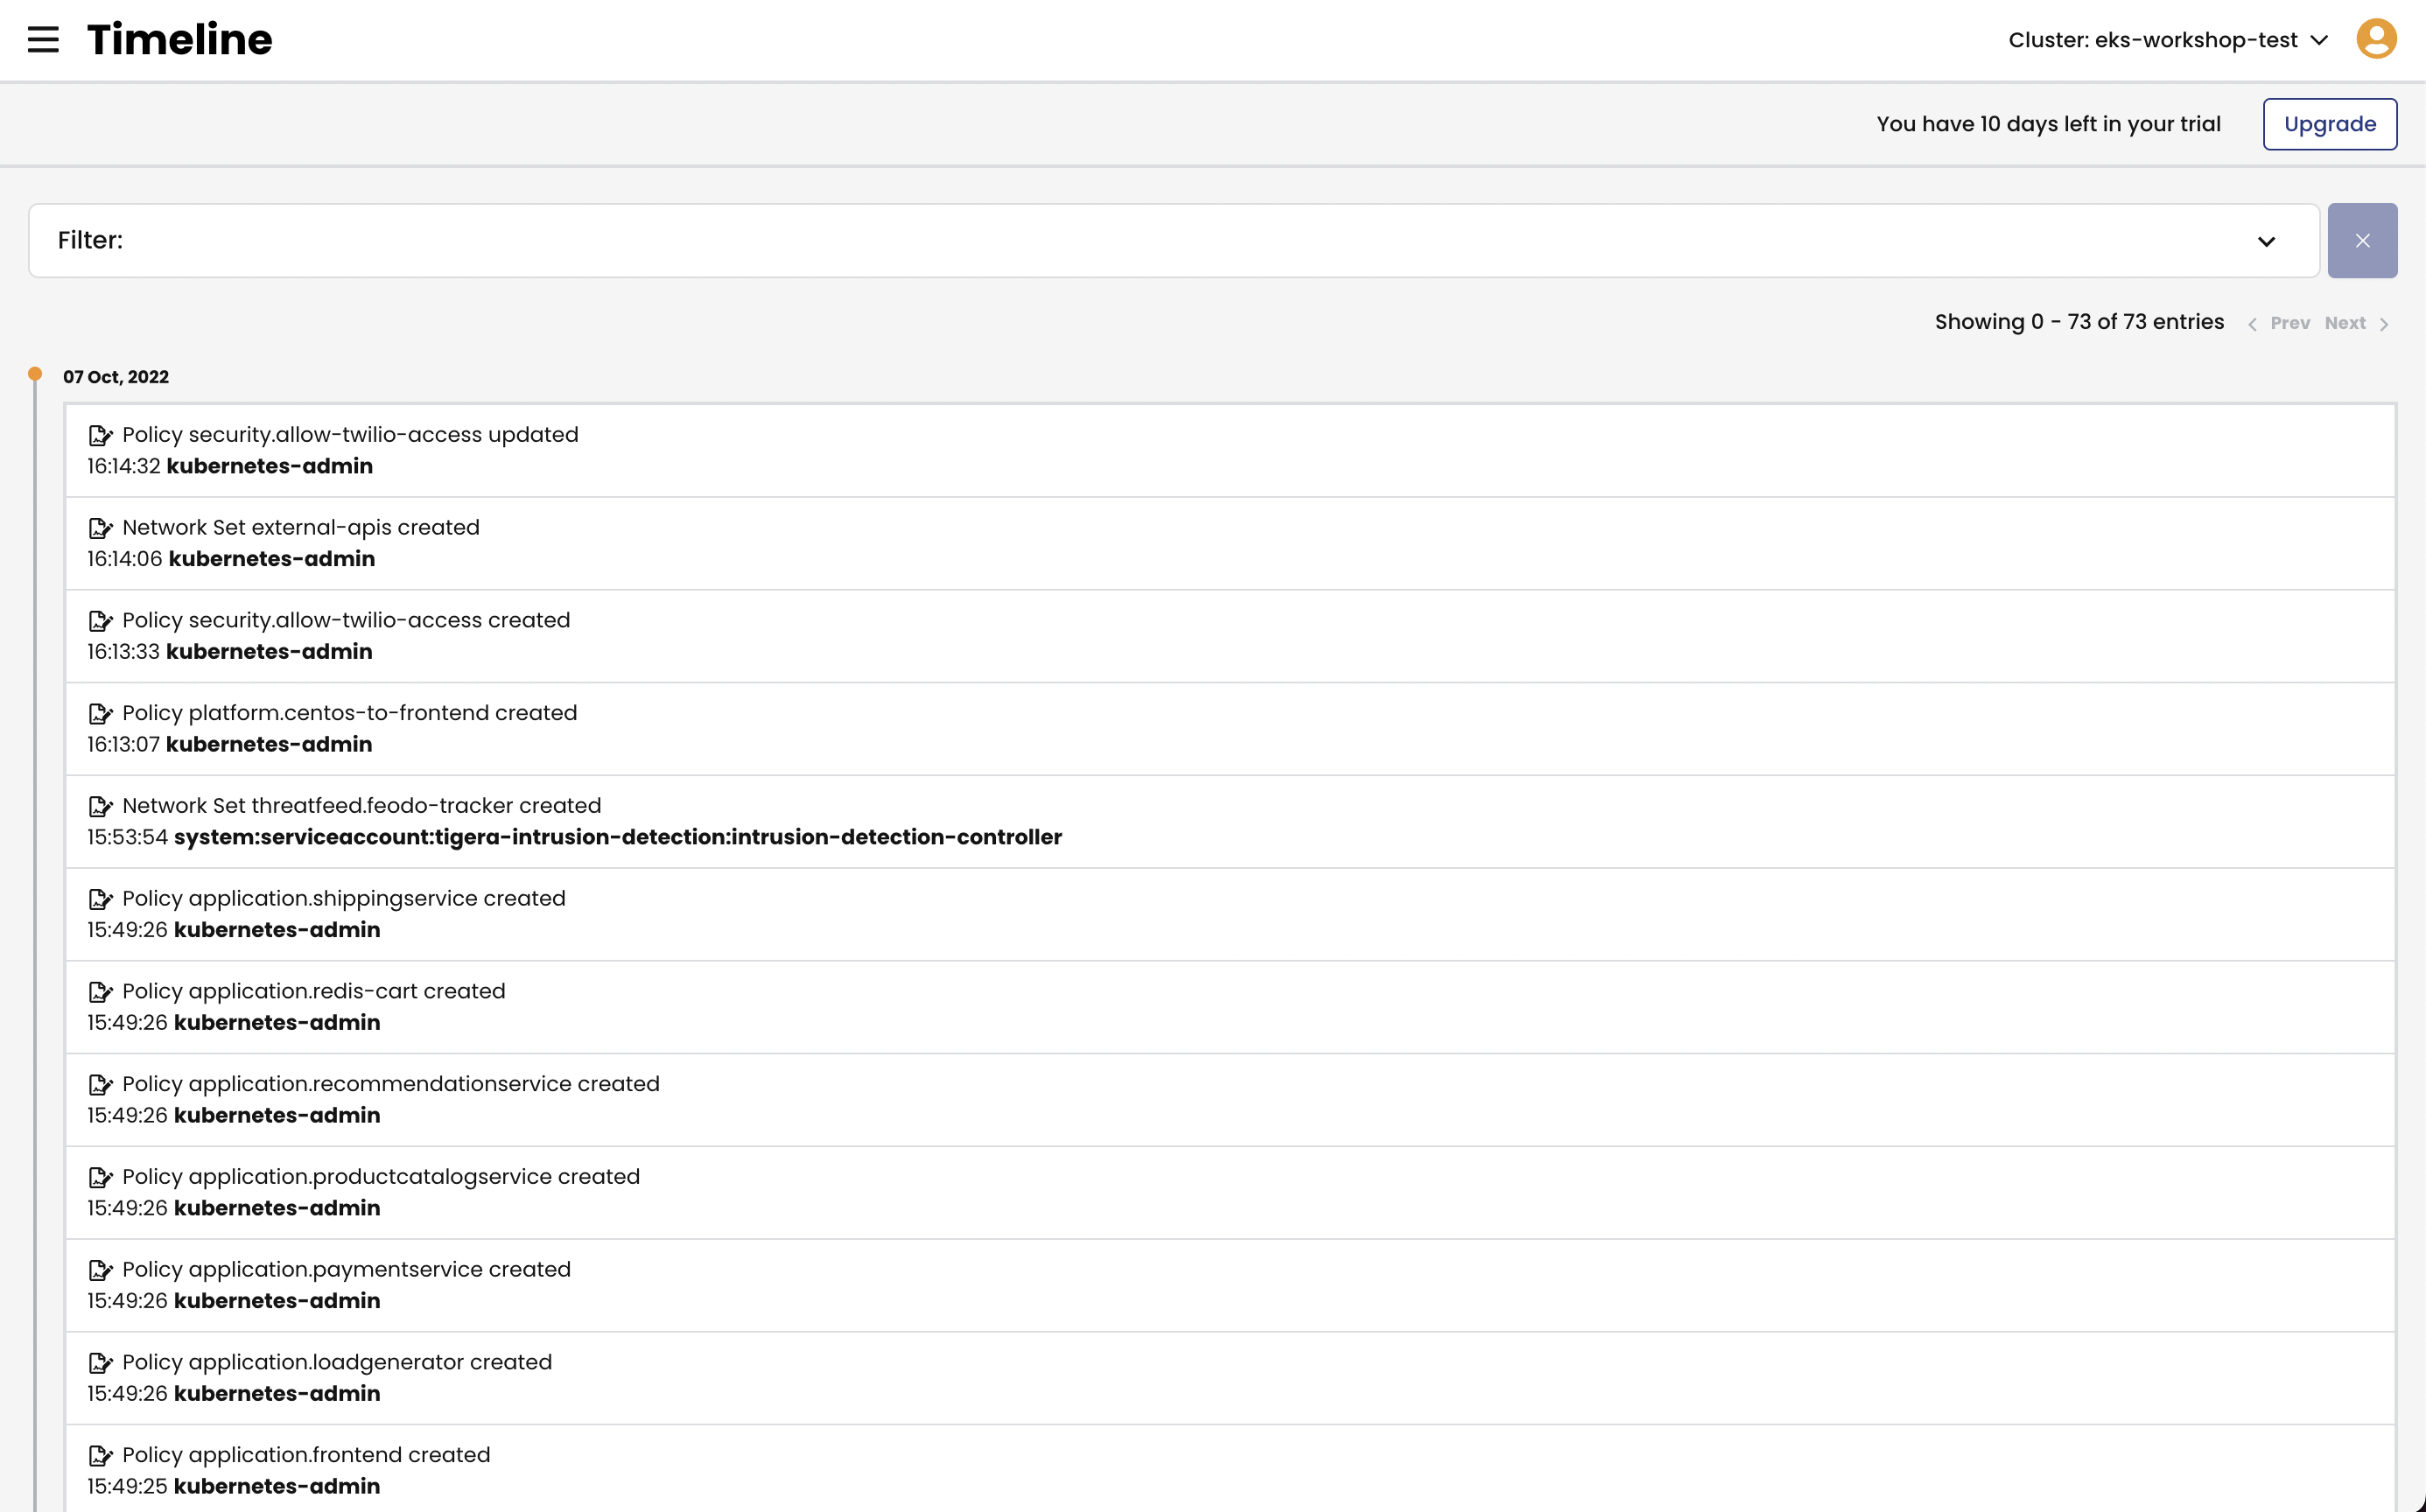 Timeline
Cluster: eks-workshop-test
You have 10 days left in your trial
Upgrade
Filter:
Showing 0 - 73 of 73 entries
Prev Next
07 Oct, 2022
Policy security.allow-twilio-access updated
16:14:32 kubernetes-admin
Network Set external-apis created
16:14:06 kubernetes-admin
Policy security.allow-twilio-access created
16:13:33 kubernetes-admin
Policy platform.centos-to-frontend created
16:13:07 kubernetes-admin
Network Set threatfeed.feodo-tracker created
15:53:54 system:serviceaccount:tigera-intrusion-detection:intrusion-detection-controller
Policy application.shippingservice created
15:49:26 kubernetes-admin
Policy application.redis-cart created
15:49:26 kubernetes-admin
Policy application.recommendationservice created
15:49:26 kubernetes-admin
Policy application.productcatalogservice created
15:49:26 kubernetes-admin
Policy application.paymentservice created
15:49:26 kubernetes-admin
Policy application.loadgenerator created
15:49:26 kubernetes-admin
Policy application.frontend created
15:49:25 kubernetes-admin